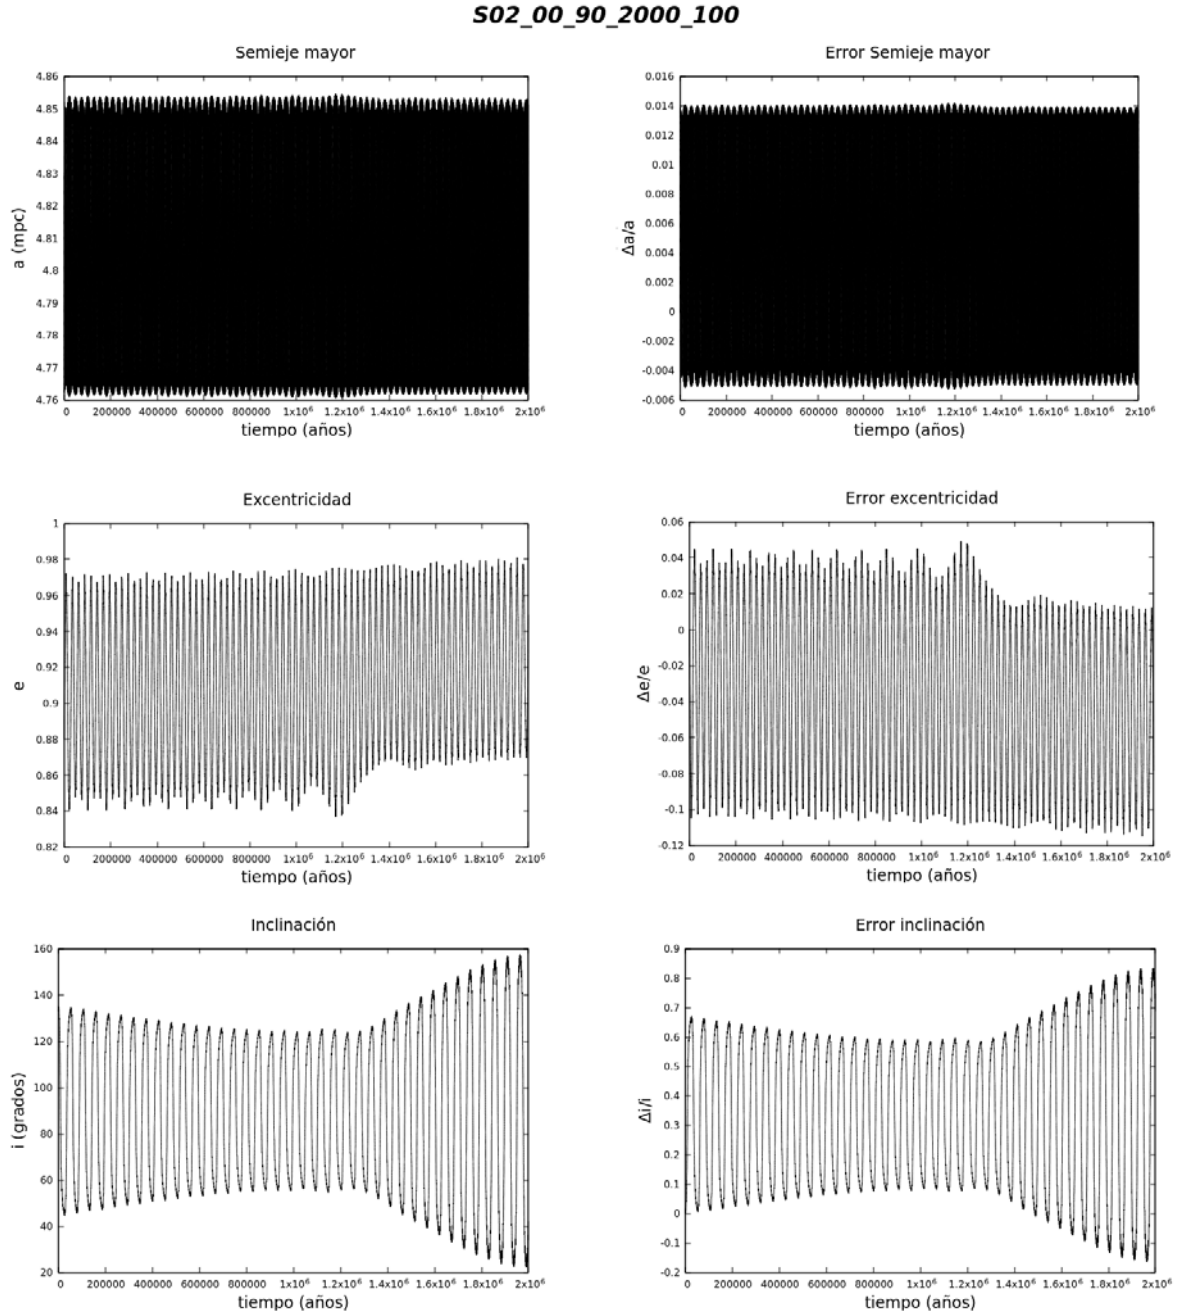 S02_00_90_2000_100
Semieje mayor
4.86
4.85
4.84
4.83
4.82
4.81
4.8
4.79
4.78
4.77
4.76
a (mpc)
0 200000 400000 600000 800000 1x10⁶ 1.2x10⁶ 1.4x10⁶ 1.6x10⁶ 1.8x10⁶ 2x10⁶
tiempo (años)
Error Semieje mayor
0.016
0.014
0.012
0.01
0.008
0.006
0.004
0.002
0
-0.002
-0.004
-0.006
Δa/a
0 200000 400000 600000 800000 1x10⁶ 1.2x10⁶ 1.4x10⁶ 1.6x10⁶ 1.8x10⁶ 2x10⁶
tiempo (años)
Excentricidad
1
0.98
0.96
0.94
0.92
0.9
0.88
0.86
0.84
0.82
e
0 200000 400000 600000 800000 1x10⁶ 1.2x10⁶ 1.4x10⁶ 1.6x10⁶ 1.8x10⁶ 2x10⁶
tiempo (años)
Error excentricidad
0.06
0.04
0.02
0
-0.02
-0.04
-0.06
-0.08
-0.1
-0.12
Δe/e
0 200000 400000 600000 800000 1x10⁶ 1.2x10⁶ 1.4x10⁶ 1.6x10⁶ 1.8x10⁶ 2x10⁶
tiempo (años)
Inclinación
160
140
120
100
80
60
40
20
i (grados)
0 200000 400000 600000 800000 1x10⁶ 1.2x10⁶ 1.4x10⁶ 1.6x10⁶ 1.8x10⁶ 2x10⁶
tiempo (años)
Error inclinación
0.9
0.8
0.7
0.6
0.5
0.4
0.3
0.2
0.1
0
-0.1
-0.2
Δi/i
0 200000 400000 600000 800000 1x10⁶ 1.2x10⁶ 1.4x10⁶ 1.6x10⁶ 1.8x10⁶ 2x10⁶
tiempo (años)